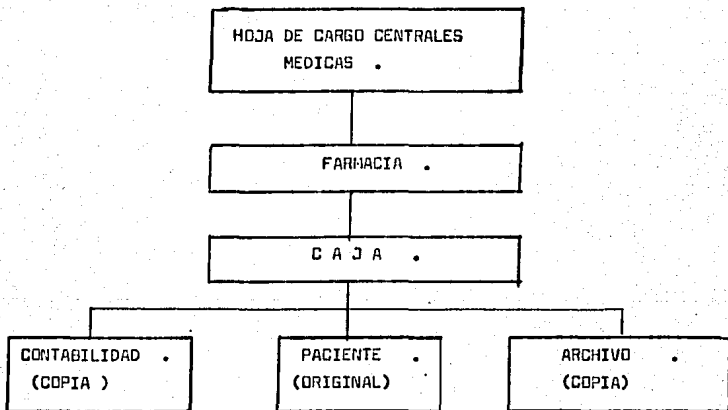 HOJA DE CARGO CENTRALES
MEDICAS .
FARMACIA .
C A J A .
CONTABILIDAD .
(COPIA )
PACIENTE .
(ORIGINAL)
ARCHIVO .
(COPIA)